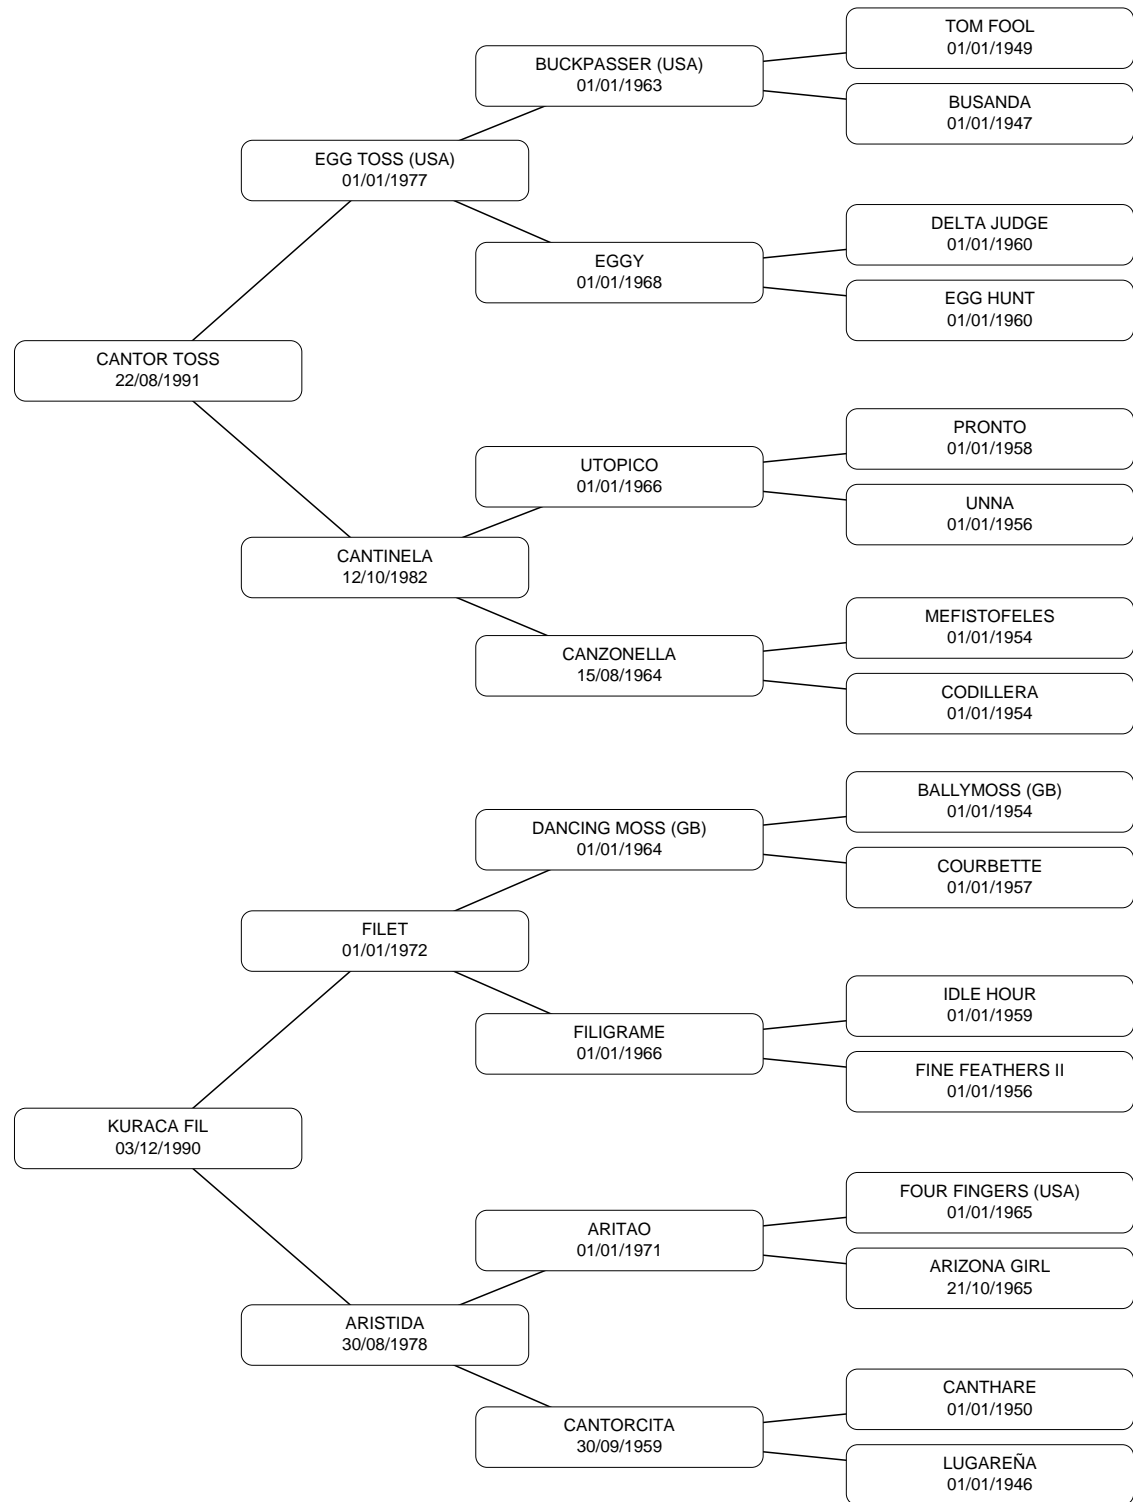 TOM FOOL
01/01/1949
BUCKPASSER (USA)
01/01/1963
BUSANDA
01/01/1947
EGG TOSS (USA)
01/01/1977
DELTA JUDGE
01/01/1960
EGGY
01/01/1968
EGG HUNT
01/01/1960
CANTOR TOSS
22/08/1991
PRONTO
01/01/1958
UTOPICO
01/01/1966
UNNA
01/01/1956
CANTINELA
12/10/1982
MEFISTOFELES
01/01/1954
CANZONELLA
15/08/1964
CODILLERA
01/01/1954
BALLYMOSS (GB)
01/01/1954
DANCING MOSS (GB)
01/01/1964
COURBETTE
01/01/1957
FILET
01/01/1972
IDLE HOUR
01/01/1959
FILIGRAME
01/01/1966
FINE FEATHERS II
01/01/1956
KURACA FIL
03/12/1990
FOUR FINGERS (USA)
01/01/1965
ARITAO
01/01/1971
ARIZONA GIRL
21/10/1965
ARISTIDA
30/08/1978
CANTHARE
01/01/1950
CANTORCITA
30/09/1959
LUGAREÑA
01/01/1946